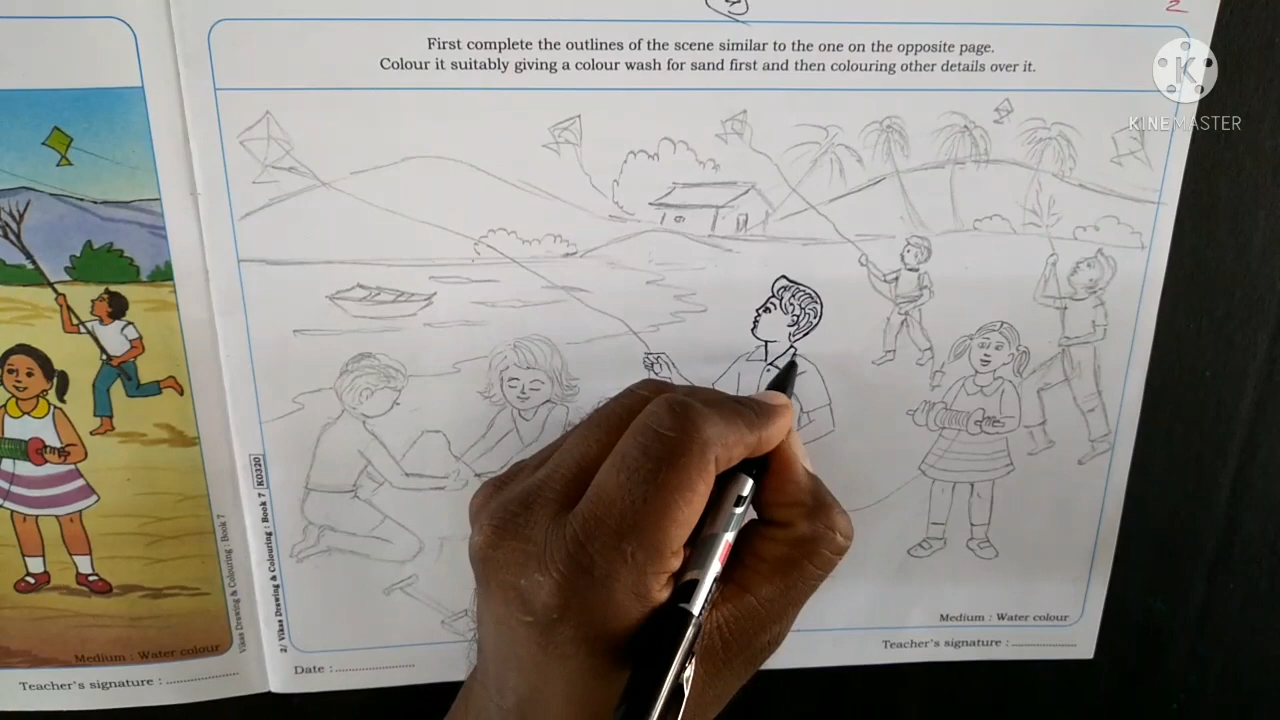 2
First complete the outlines of the scene similar to the one on the opposite page.
Colour it suitably giving a colour wash for sand first and then colouring other details over it.
K
KINEMASTER
Vikas Drawing & Colouring : Book 7
2/ Vikas Drawing & Colouring : Book 7 KD320
Medium : Water colour
Teacher's signature : ........................
Medium : Water colour
Teacher's signature : ....................
Date : ........................